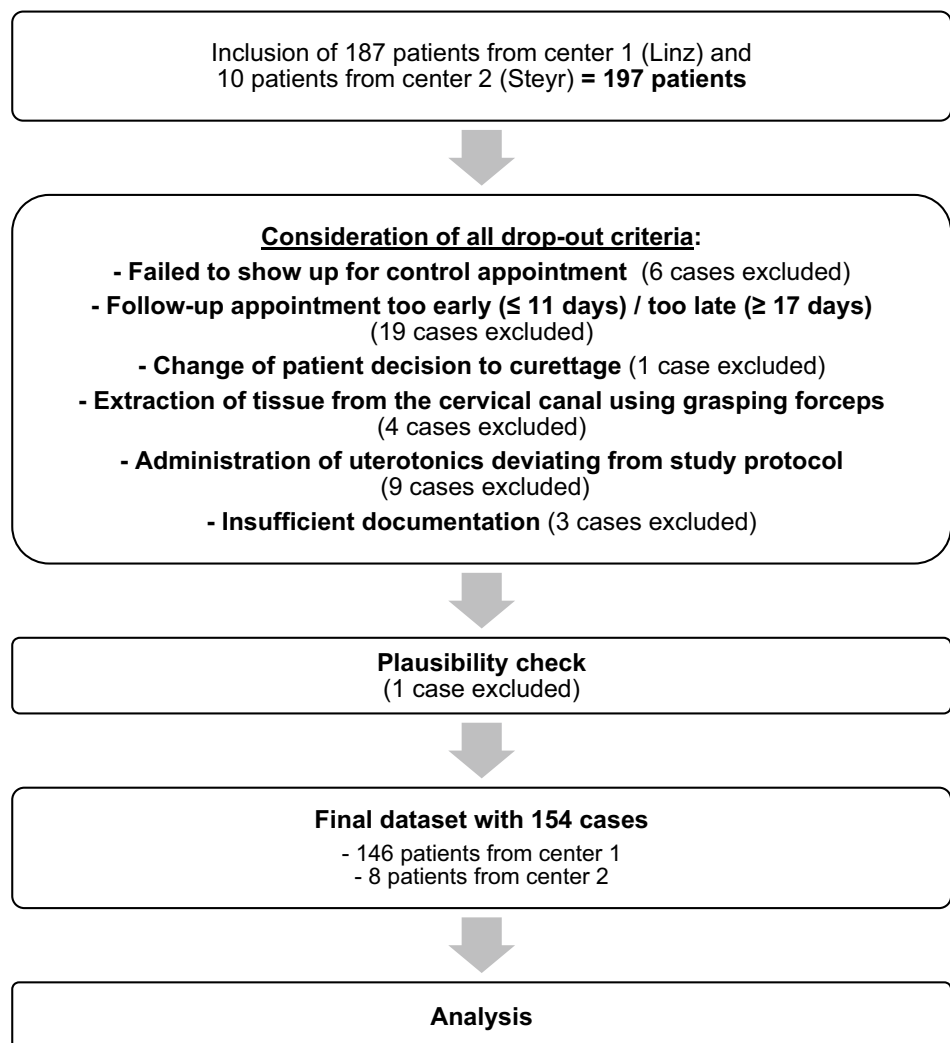 Inclusion of 187 patients from center 1 (Linz) and
10 patients from center 2 (Steyr) = 197 patients
Consideration of all drop-out criteria:
- Failed to show up for control appointment (6 cases excluded)
- Follow-up appointment too early (≤ 11 days) / too late (≥ 17 days)
(19 cases excluded)
- Change of patient decision to curettage (1 case excluded)
- Extraction of tissue from the cervical canal using grasping forceps
(4 cases excluded)
- Administration of uterotonics deviating from study protocol
(9 cases excluded)
- Insufficient documentation (3 cases excluded)
Plausibility check
(1 case excluded)
Final dataset with 154 cases
- 146 patients from center 1
- 8 patients from center 2
Analysis